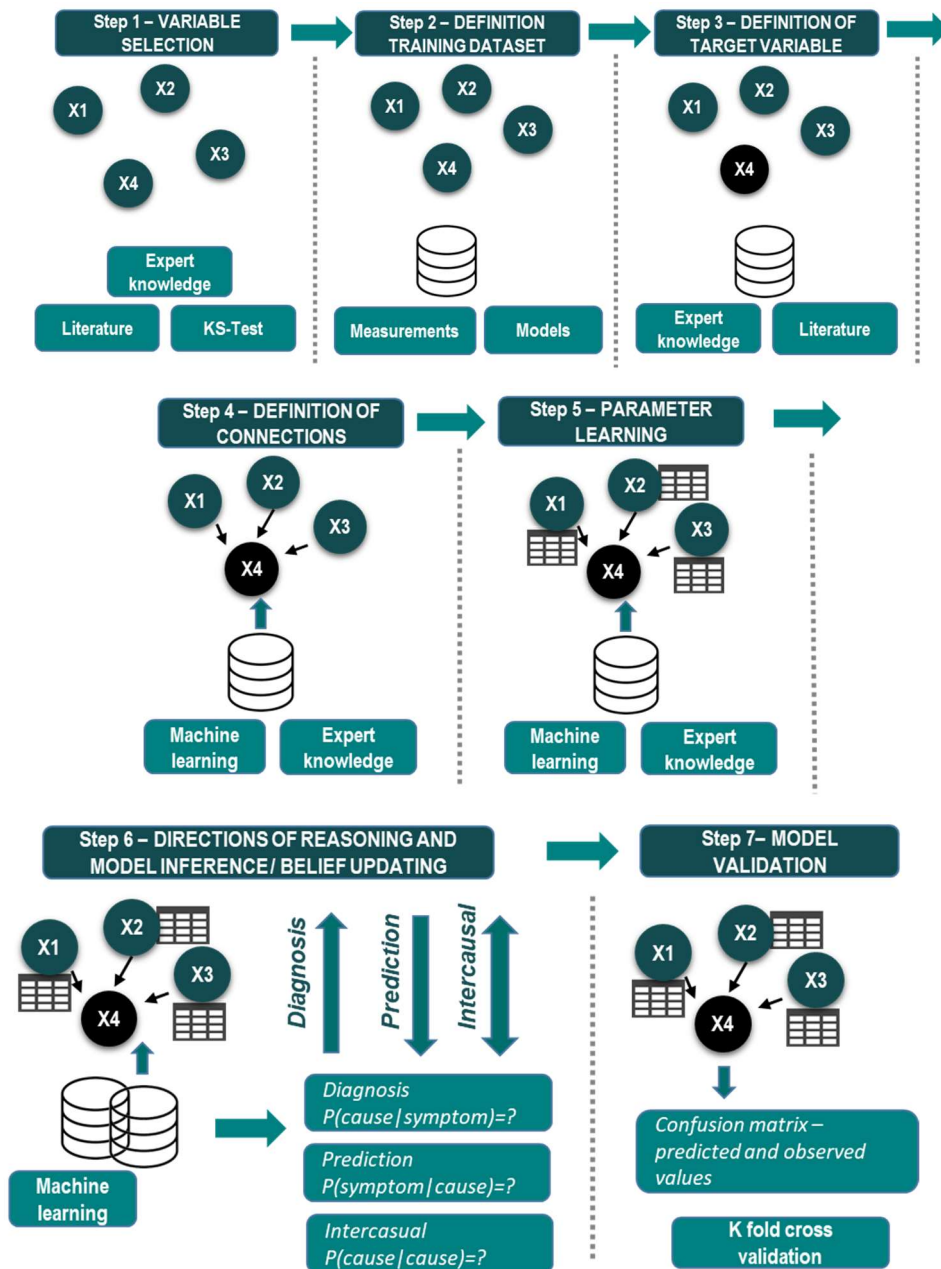 Step 1 – VARIABLE
SELECTION
X1
X2
X3
X4
Expert
knowledge
Literature
KS-Test
Step 2 – DEFINITION
TRAINING DATASET
X1
X2
X3
X4
Measurements
Models
Step 3 – DEFINITION OF
TARGET VARIABLE
X1
X2
X3
X4
Expert
knowledge
Literature
Step 4 – DEFINITION OF
CONNECTIONS
X1
X2
X3
X4
Machine
learning
Expert
knowledge
Step 5 – PARAMETER
LEARNING
X1
X2
X3
X4
Machine
learning
Expert
knowledge
Step 6 – DIRECTIONS OF REASONING AND
MODEL INFERENCE/ BELIEF UPDATING
X1
X2
X3
X4
Machine
learning
Diagnosis
Prediction
Intercausal
Diagnosis
P(cause|symptom)=?
Prediction
P(symptom|cause)=?
Intercasual
P(cause|cause)=?
Step 7– MODEL
VALIDATION
X1
X2
X3
X4
Confusion matrix –
predicted and observed
values
K fold cross
validation